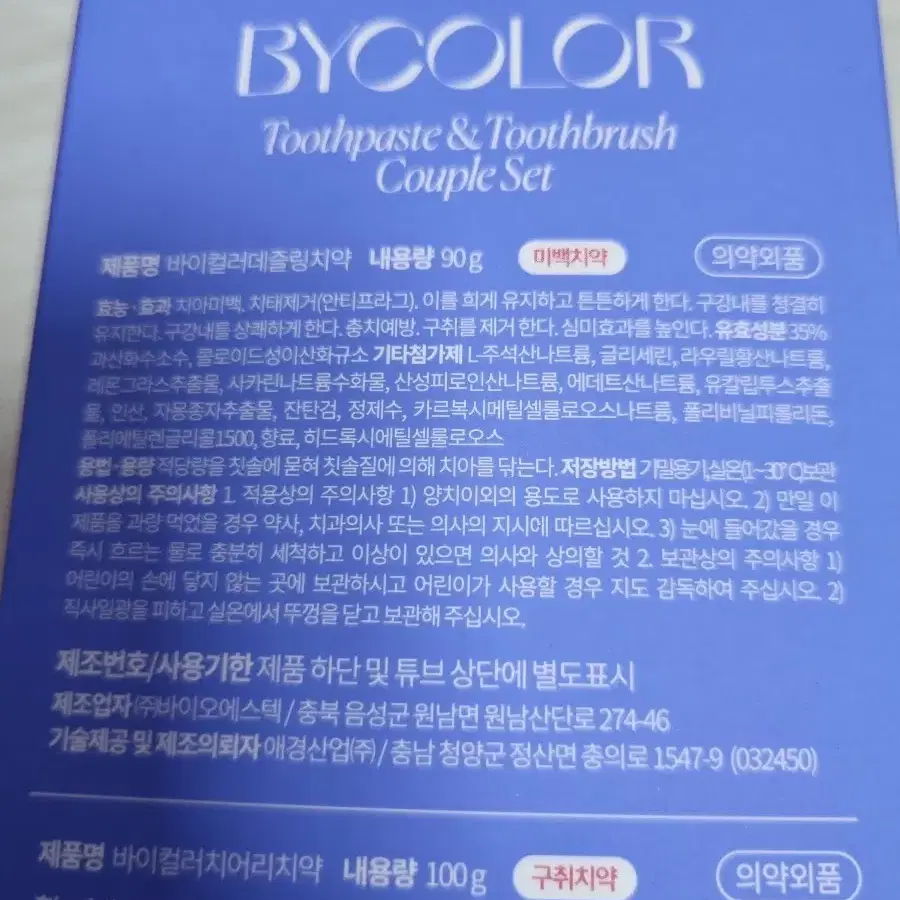 BYCOLOR
Toothpaste & Toothbrush
Couple Set
제품명 바이컬러데즐링치약 내용량 90g 미백치약 의약외품
효능·효과 치아미백. 치태제거(안티프라그). 이를 희게 유지하고 튼튼하게 한다. 구강내를 청결히
유지한다. 구강내를 상쾌하게 한다. 충치예방. 구취를 제거 한다. 심미효과를 높인다. 유효성분 35%
과산화수소수, 콜로이드성이산화규소 기타첨가제 L-주석산나트륨, 글리세린, 라우릴황산나트륨,
레몬그라스추출물, 사카린나트륨수화물, 산성피로인산나트륨, 에데트산나트륨, 유칼립투스추출
물, 인산, 자몽종자추출물, 잔탄검, 정제수, 카르복시메틸셀룰로오스나트륨, 폴리비닐피롤리돈,
폴리에틸렌글리콜1500, 향료, 히드록시에틸셀룰로오스
용법·용량 적당량을 칫솔에 묻혀 칫솔질에 의해 치아를 닦는다. 저장방법 기밀용기, 실온(1~30℃)보관
사용상의 주의사항 1. 적용상의 주의사항 1) 양치이외의 용도로 사용하지 마십시오. 2) 만일 이
제품을 과량 먹었을 경우 약사, 치과의사 또는 의사의 지시에 따르십시오. 3) 눈에 들어갔을 경우
즉시 흐르는 물로 충분히 세척하고 이상이 있으면 의사와 상의할 것 2. 보관상의 주의사항 1)
어린이의 손에 닿지 않는 곳에 보관하시고 어린이가 사용할 경우 지도 감독하여 주십시오. 2)
직사일광을 피하고 실온에서 뚜껑을 닫고 보관해 주십시오.
제조번호/사용기한 제품 하단 및 튜브 상단에 별도표시
제조업자 ㈜바이오에스텍 / 충북 음성군 원남면 원남산단로 274-46
기술제공 및 제조의뢰자 애경산업㈜ / 충남 청양군 정산면 충의로 1547-9 (032450)
제품명 바이컬러치어리치약 내용량 100g 구취치약 의약외품